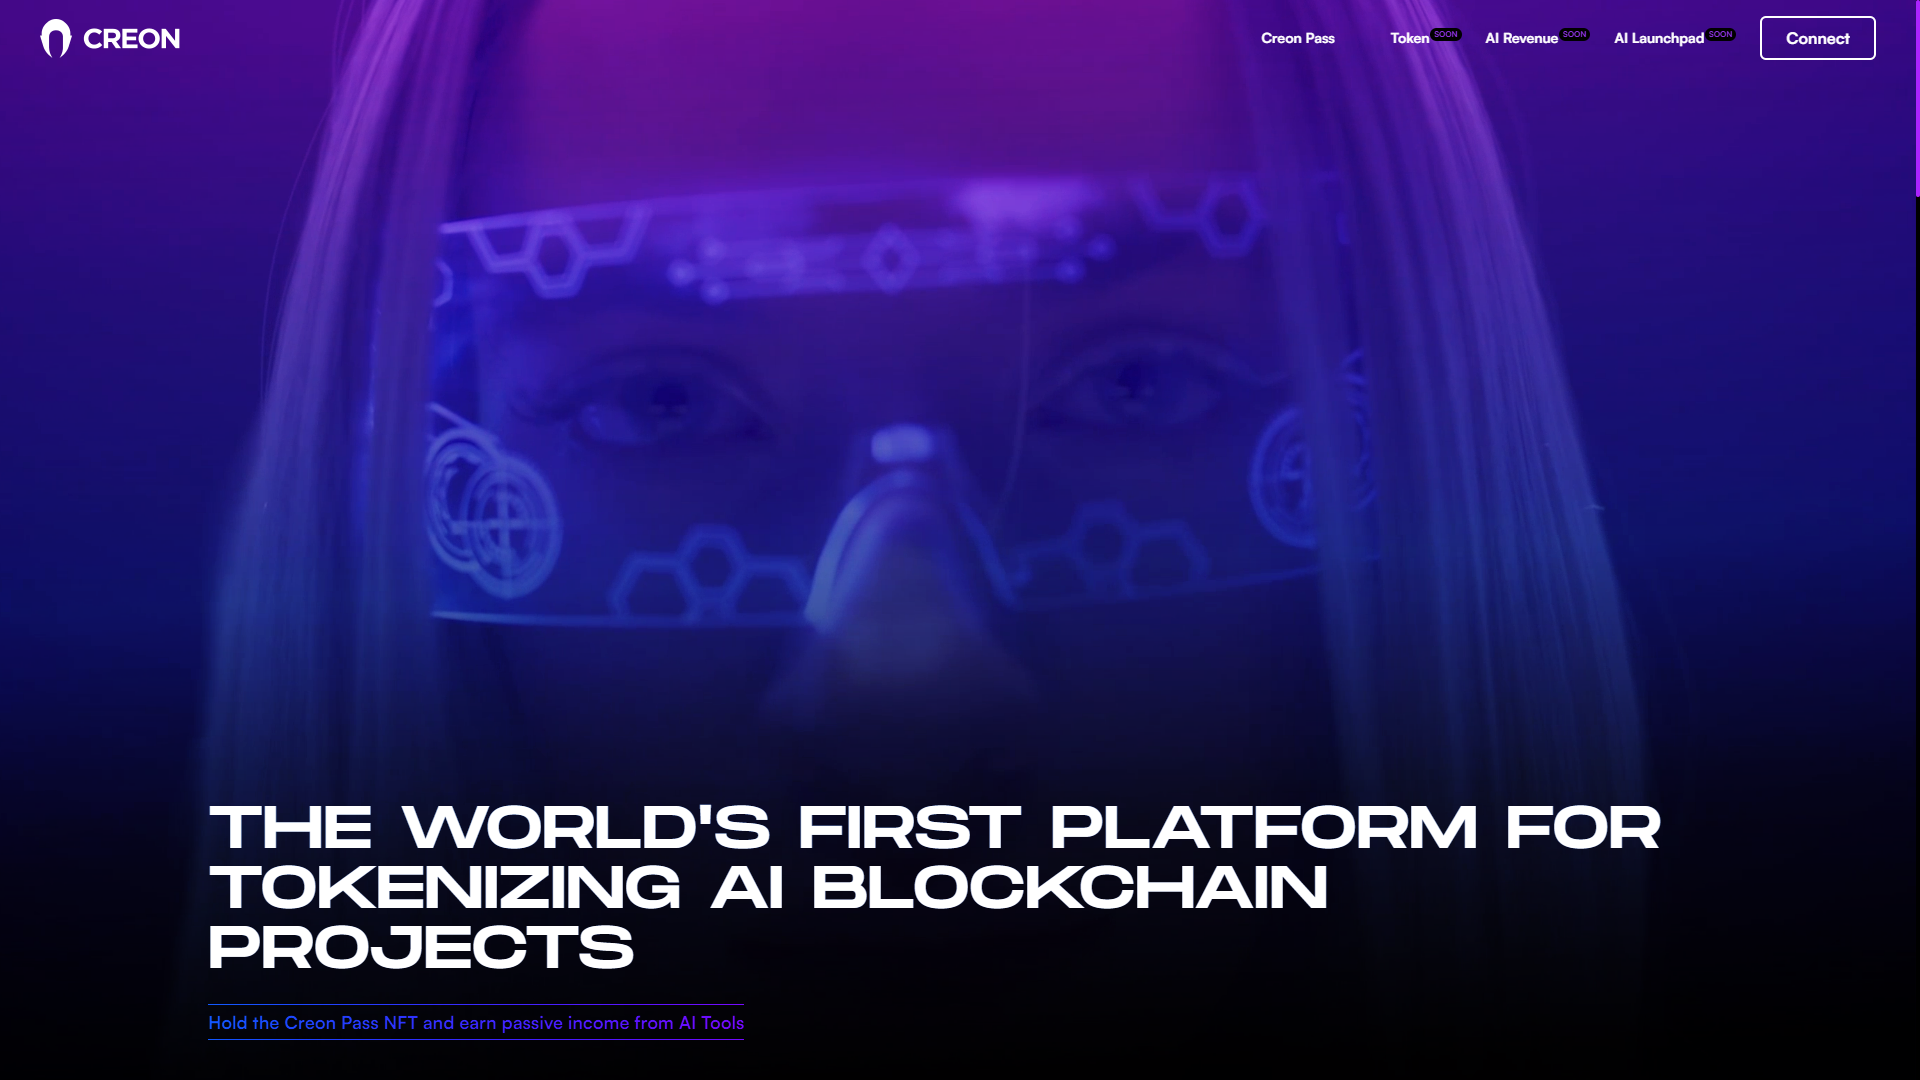 CREON
Creon Pass
Token SOON
AI Revenue SOON
AI Launchpad SOON
Connect
THE WORLD'S FIRST PLATFORM FOR
TOKENIZING AI BLOCKCHAIN
PROJECTS
Hold the Creon Pass NFT and earn passive income from AI Tools